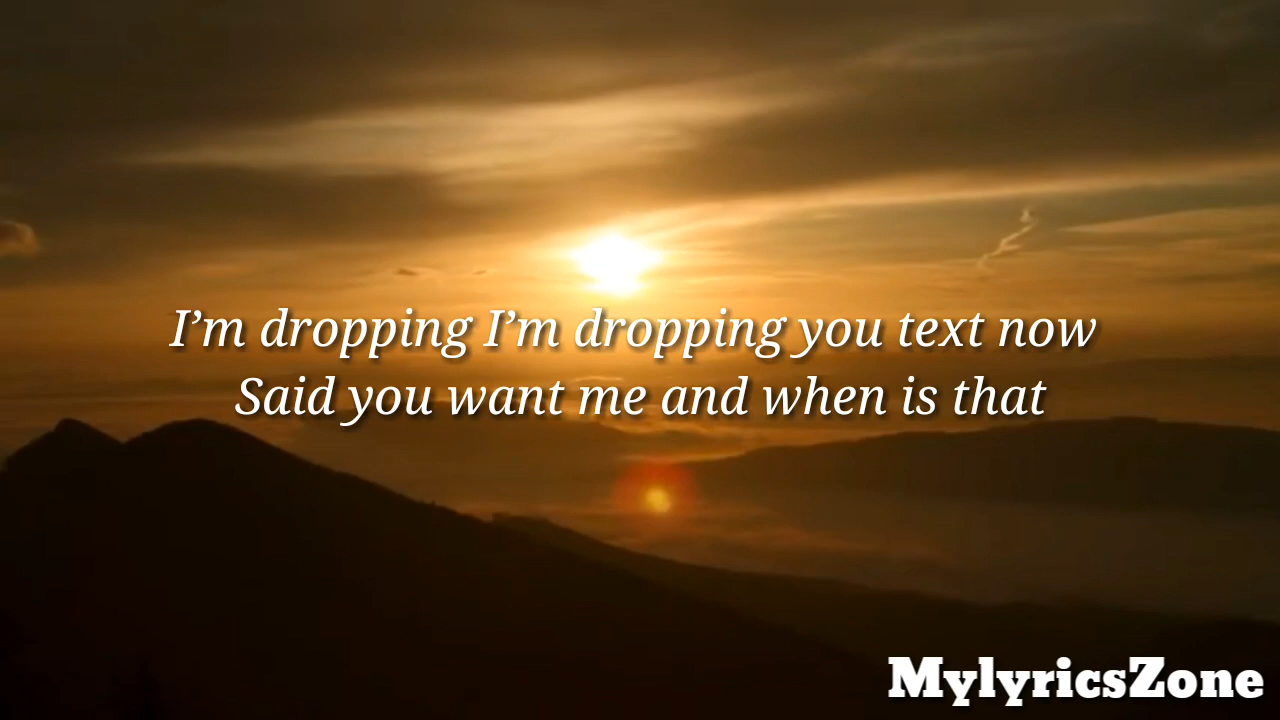 I’m dropping I’m dropping you text now
Said you want me and when is that
MylyricsZone